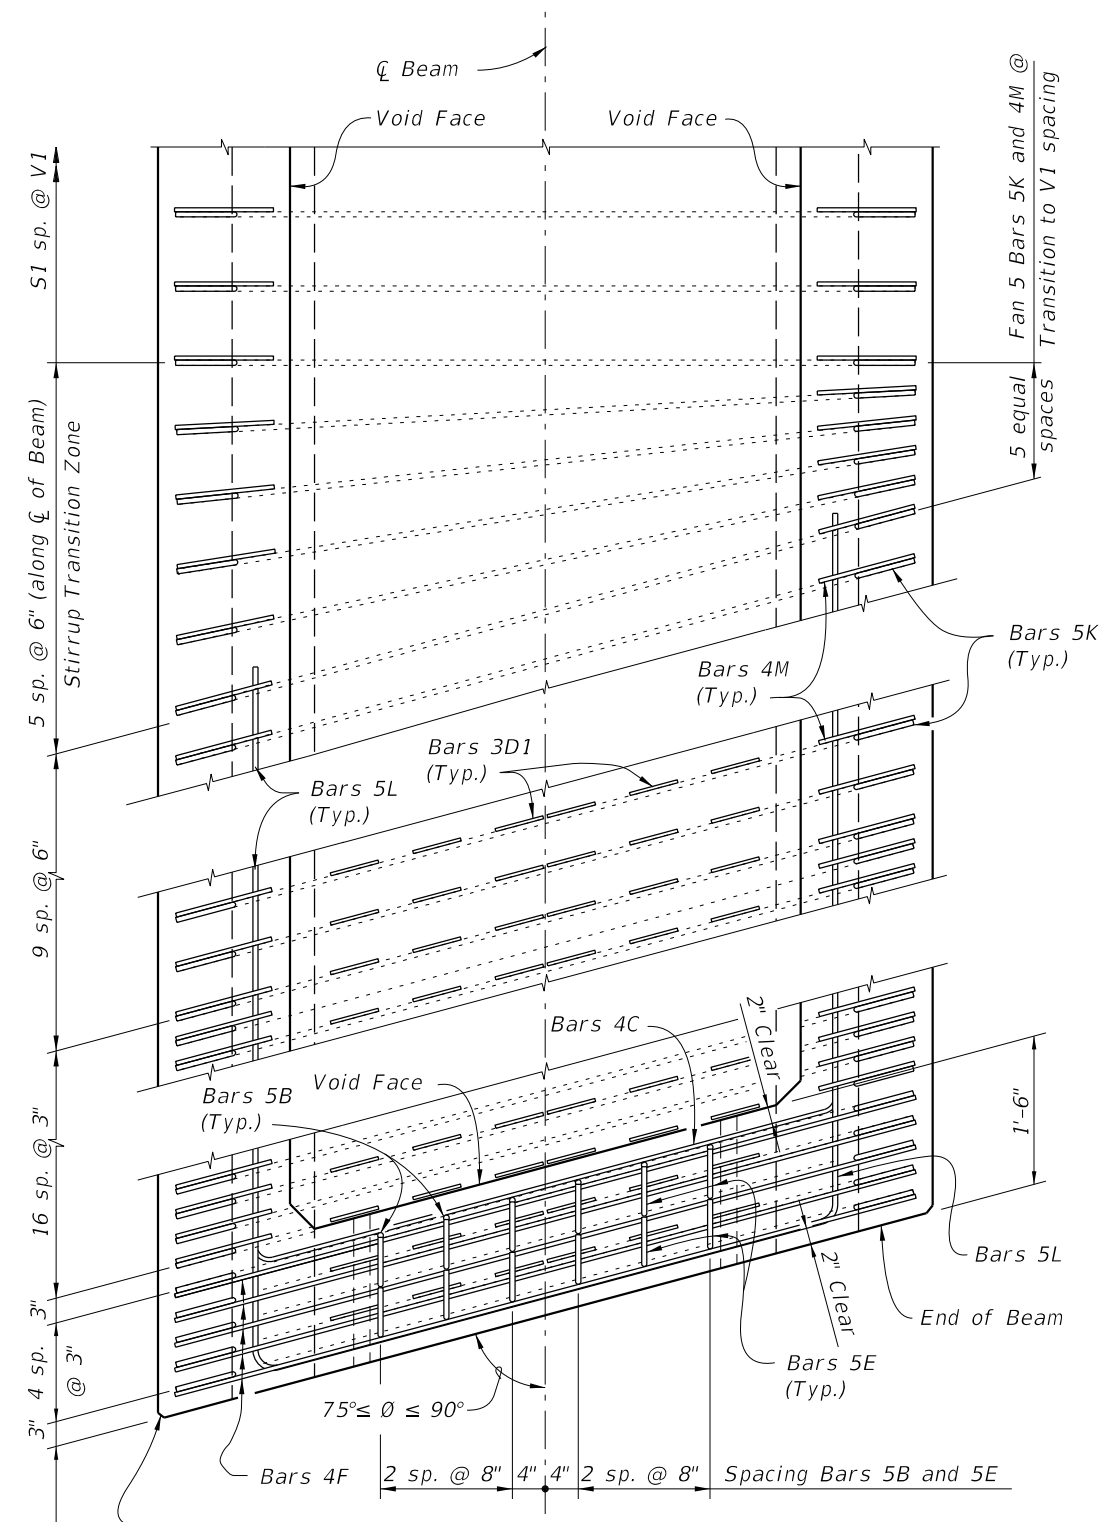 ℄ Beam
Void Face
Void Face
S1 sp. @ V1
Fan 5 Bars 5K and 4M @
Transition to V1 spacing
5 equal
spaces
5 sp. @ 6" (along ℄ of Beam)
Stirrup Transition Zone
Bars 5K
(Typ.)
Bars 4M
(Typ.)
Bars 3D1
(Typ.)
Bars 5L
(Typ.)
9 sp. @ 6"
2" Clear
Bars 4C
Void Face
Bars 5B
(Typ.)
16 sp. @ 3"
1'-6"
Bars 5L
2" Clear
End of Beam
3"
4 sp.
@ 3"
3"
Bars 5E
(Typ.)
75°≤ Ø ≤ 90°
Bars 4F
2 sp. @ 8"
4"
4"
2 sp. @ 8"
Spacing Bars 5B and 5E